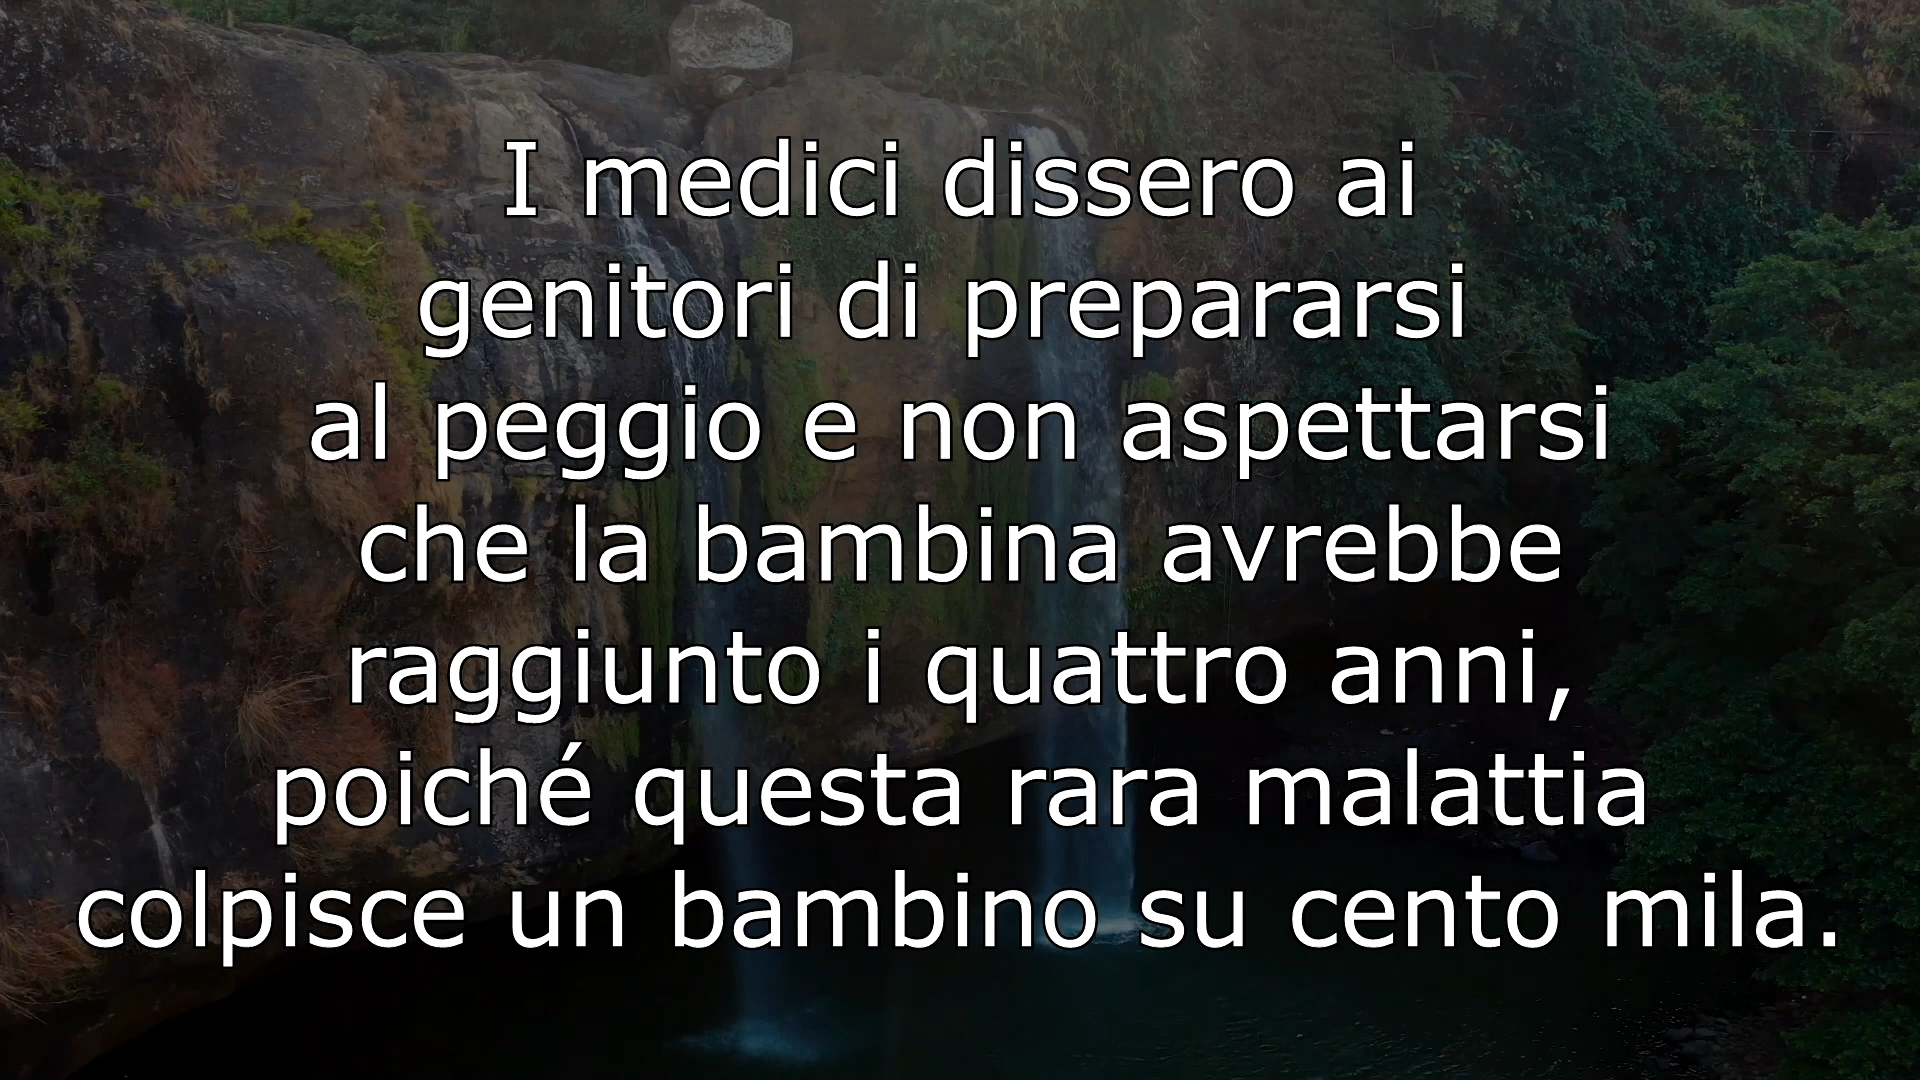 I medici dissero ai
genitori di prepararsi
al peggio e non aspettarsi
che la bambina avrebbe
raggiunto i quattro anni,
poiché questa rara malattia
colpisce un bambino su cento mila.